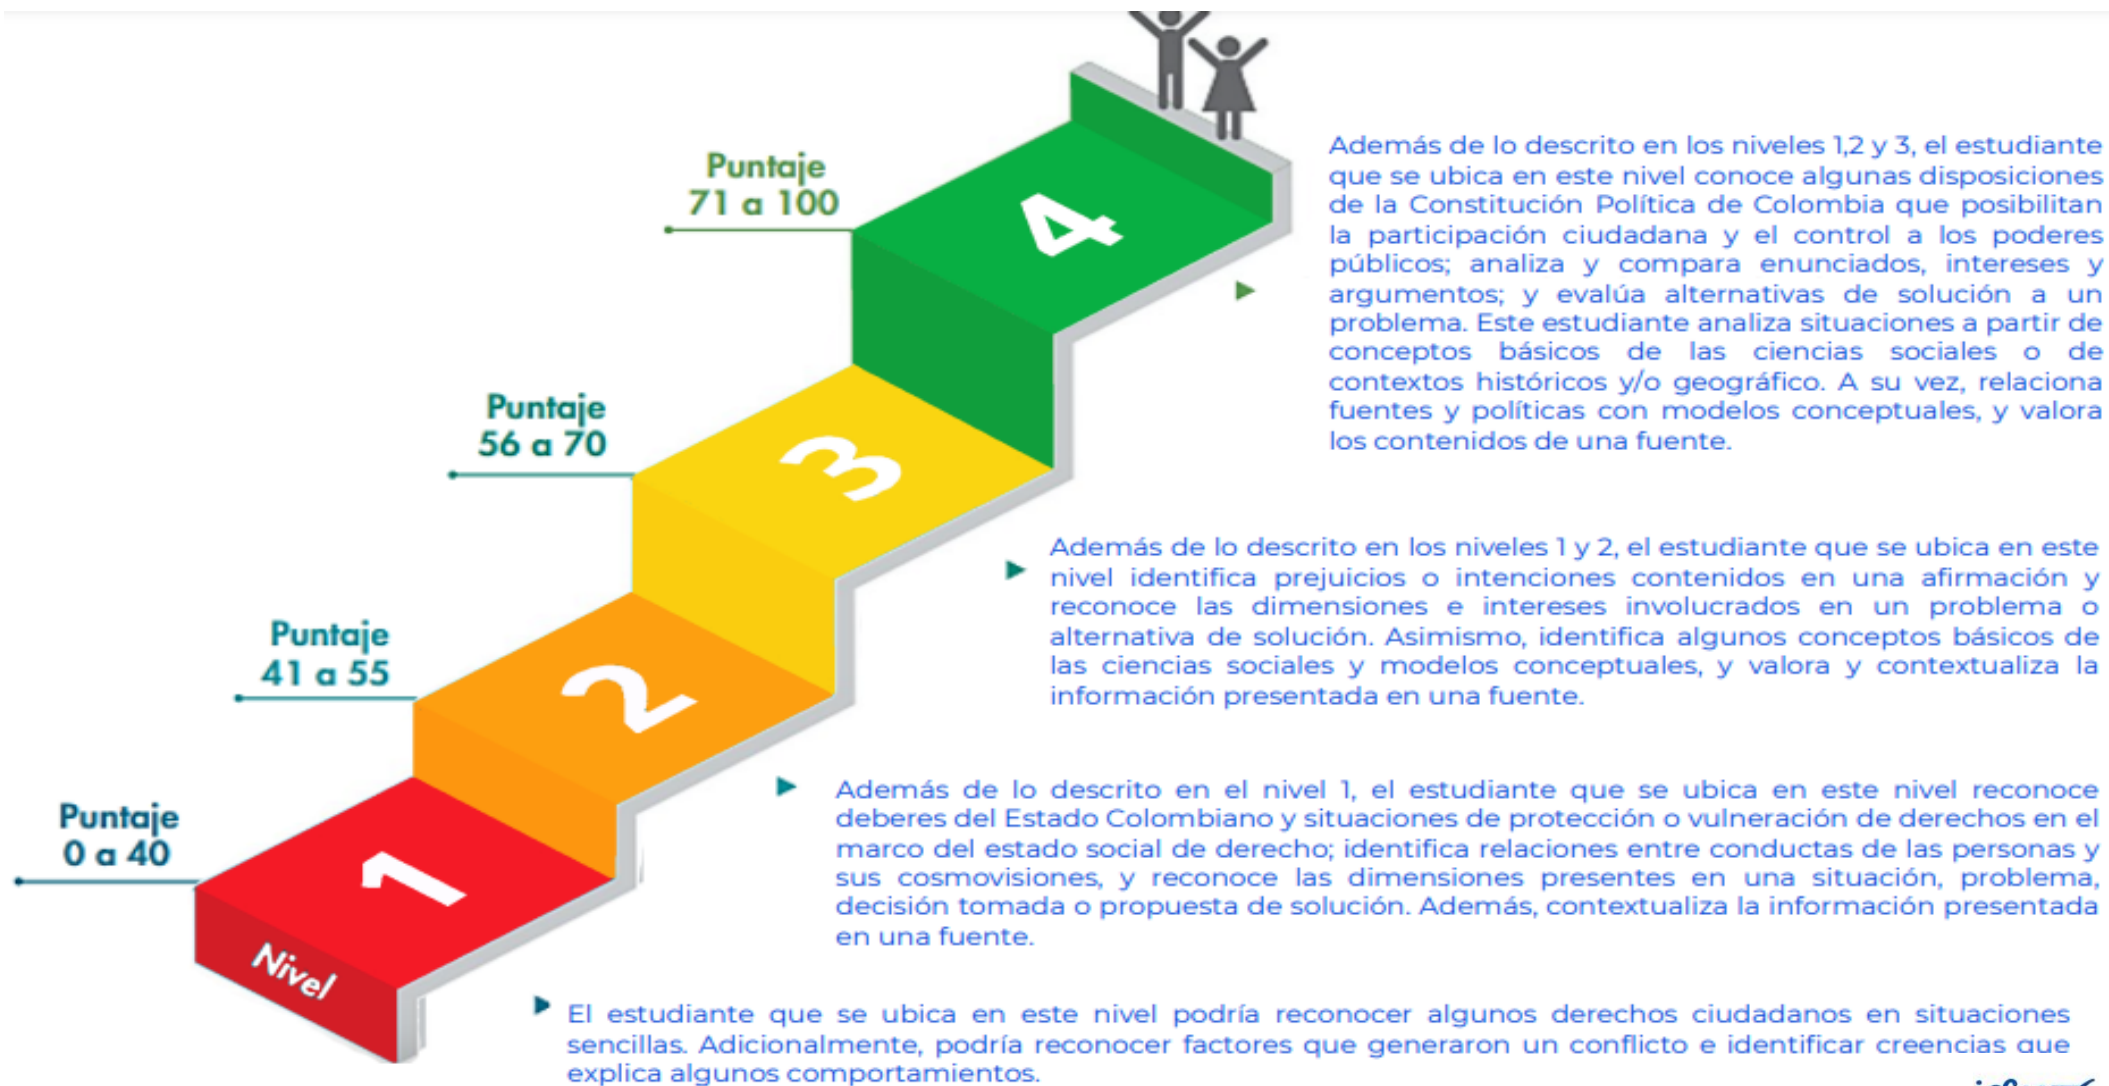 Puntaje
71 a 100
4
Además de lo descrito en los niveles 1,2 y 3, el estudiante
que se ubica en este nivel conoce algunas disposiciones
de la Constitución Política de Colombia que posibilitan
la participación ciudadana y el control a los poderes
públicos; analiza y compara enunciados, intereses y
argumentos; y evalúa alternativas de solución a un
problema. Este estudiante analiza situaciones a partir de
conceptos básicos de las ciencias sociales o de
contextos históricos y/o geográfico. A su vez, relaciona
fuentes y políticas con modelos conceptuales, y valora
los contenidos de una fuente.
Puntaje
56 a 70
3
Además de lo descrito en los niveles 1 y 2, el estudiante que se ubica en este
nivel identifica prejuicios o intenciones contenidos en una afirmación y
reconoce las dimensiones e intereses involucrados en un problema o
alternativa de solución. Asimismo, identifica algunos conceptos básicos de
las ciencias sociales y modelos conceptuales, y valora y contextualiza la
información presentada en una fuente.
Puntaje
41 a 55
2
Además de lo descrito en el nivel 1, el estudiante que se ubica en este nivel reconoce
deberes del Estado Colombiano y situaciones de protección o vulneración de derechos en el
marco del estado social de derecho; identifica relaciones entre conductas de las personas y
sus cosmovisiones, y reconoce las dimensiones presentes en una situación, problema,
decisión tomada o propuesta de solución. Además, contextualiza la información presentada
en una fuente.
Puntaje
0 a 40
1
Nivel
El estudiante que se ubica en este nivel podría reconocer algunos derechos ciudadanos en situaciones
sencillas. Adicionalmente, podría reconocer factores que generaron un conflicto e identificar creencias que
explica algunos comportamientos.